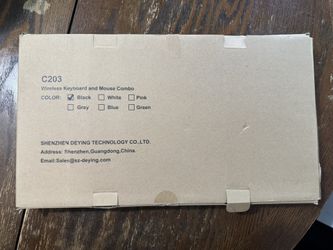 C203
Wireless Keyboard and Mouse Combo
COLOR: ☑ Black ☐ White ☐ Pink
☐ Gray ☐ Blue ☐ Green
SHENZHEN DEYING TECHNOLOGY CO.,LTD.
Address: Shenzhen,Guangdong,China.
Email:Sales@sz-deying.com